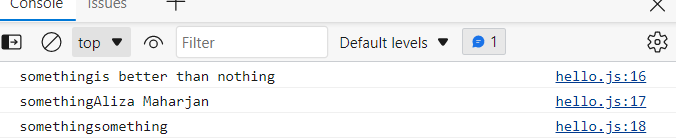 Console Issues
top Filter Default levels 1
somethingis better than nothing hello.js:16
somethingAliza Maharjan hello.js:17
somethingsomething hello.js:18